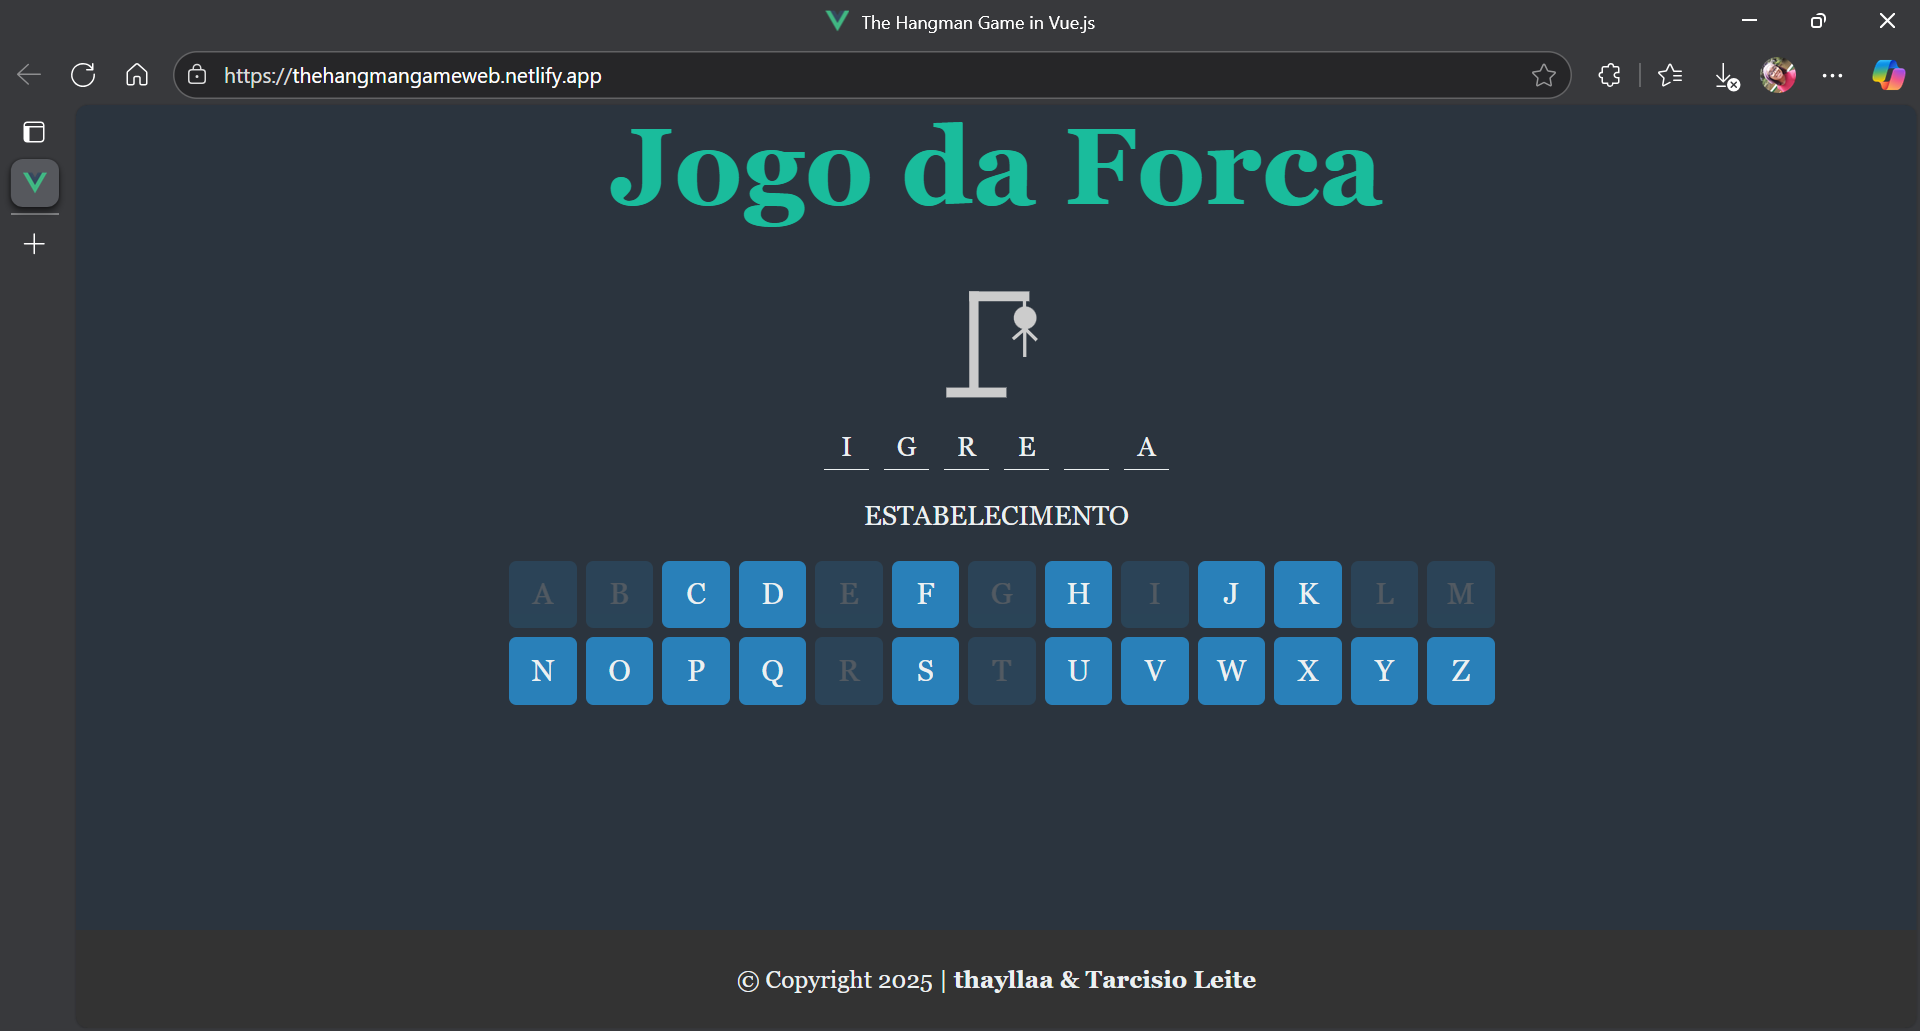 The Hangman Game in Vue.js
https://thehangmangameweb.netlify.app
Jogo da Forca
I G R E A
ESTABELECIMENTO
A B C D E F G H I J K L M
N O P Q R S T U V W X Y Z
© Copyright 2025 | thayllaa & Tarcisio Leite